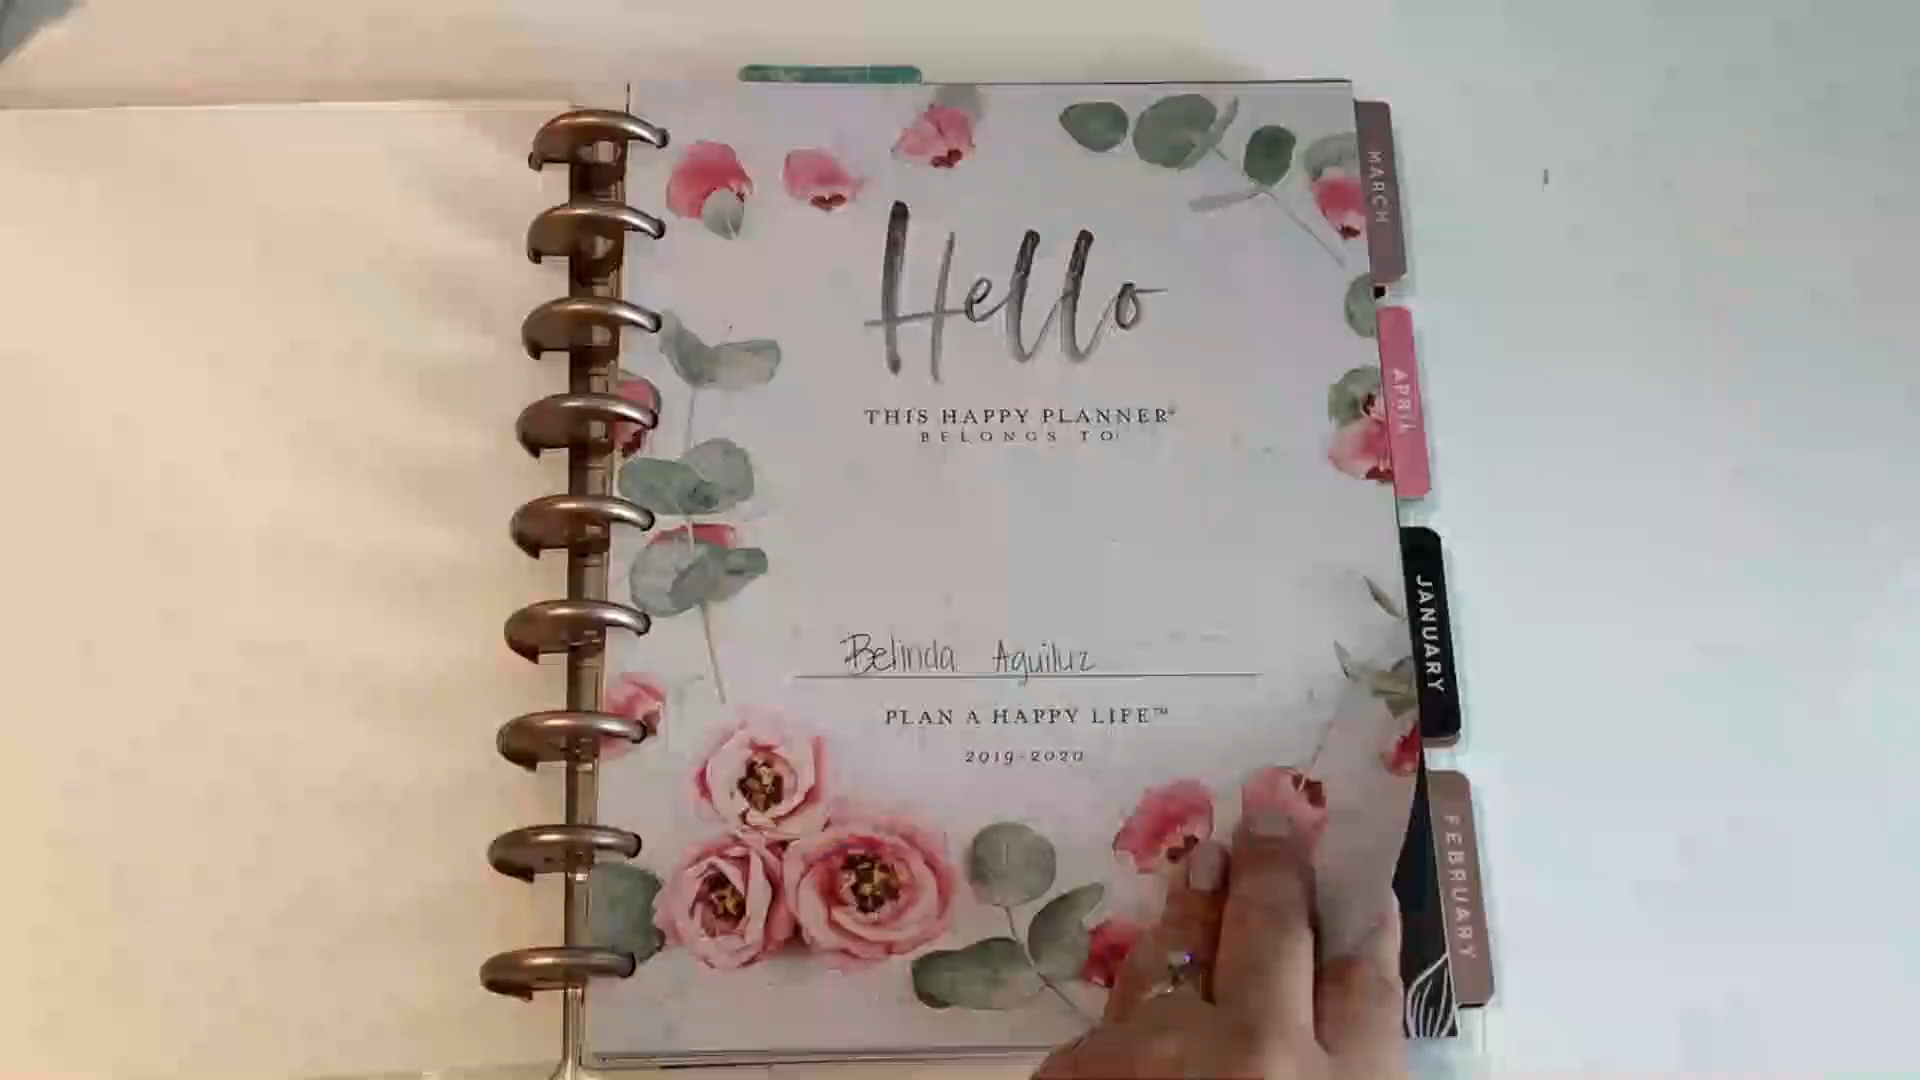 Hello
THIS HAPPY PLANNER®
BELONGS TO:
Belinda Aguiluz
PLAN A HAPPY LIFE™
2019-2020
MARCH
APRIL
JANUARY
FEBRUARY